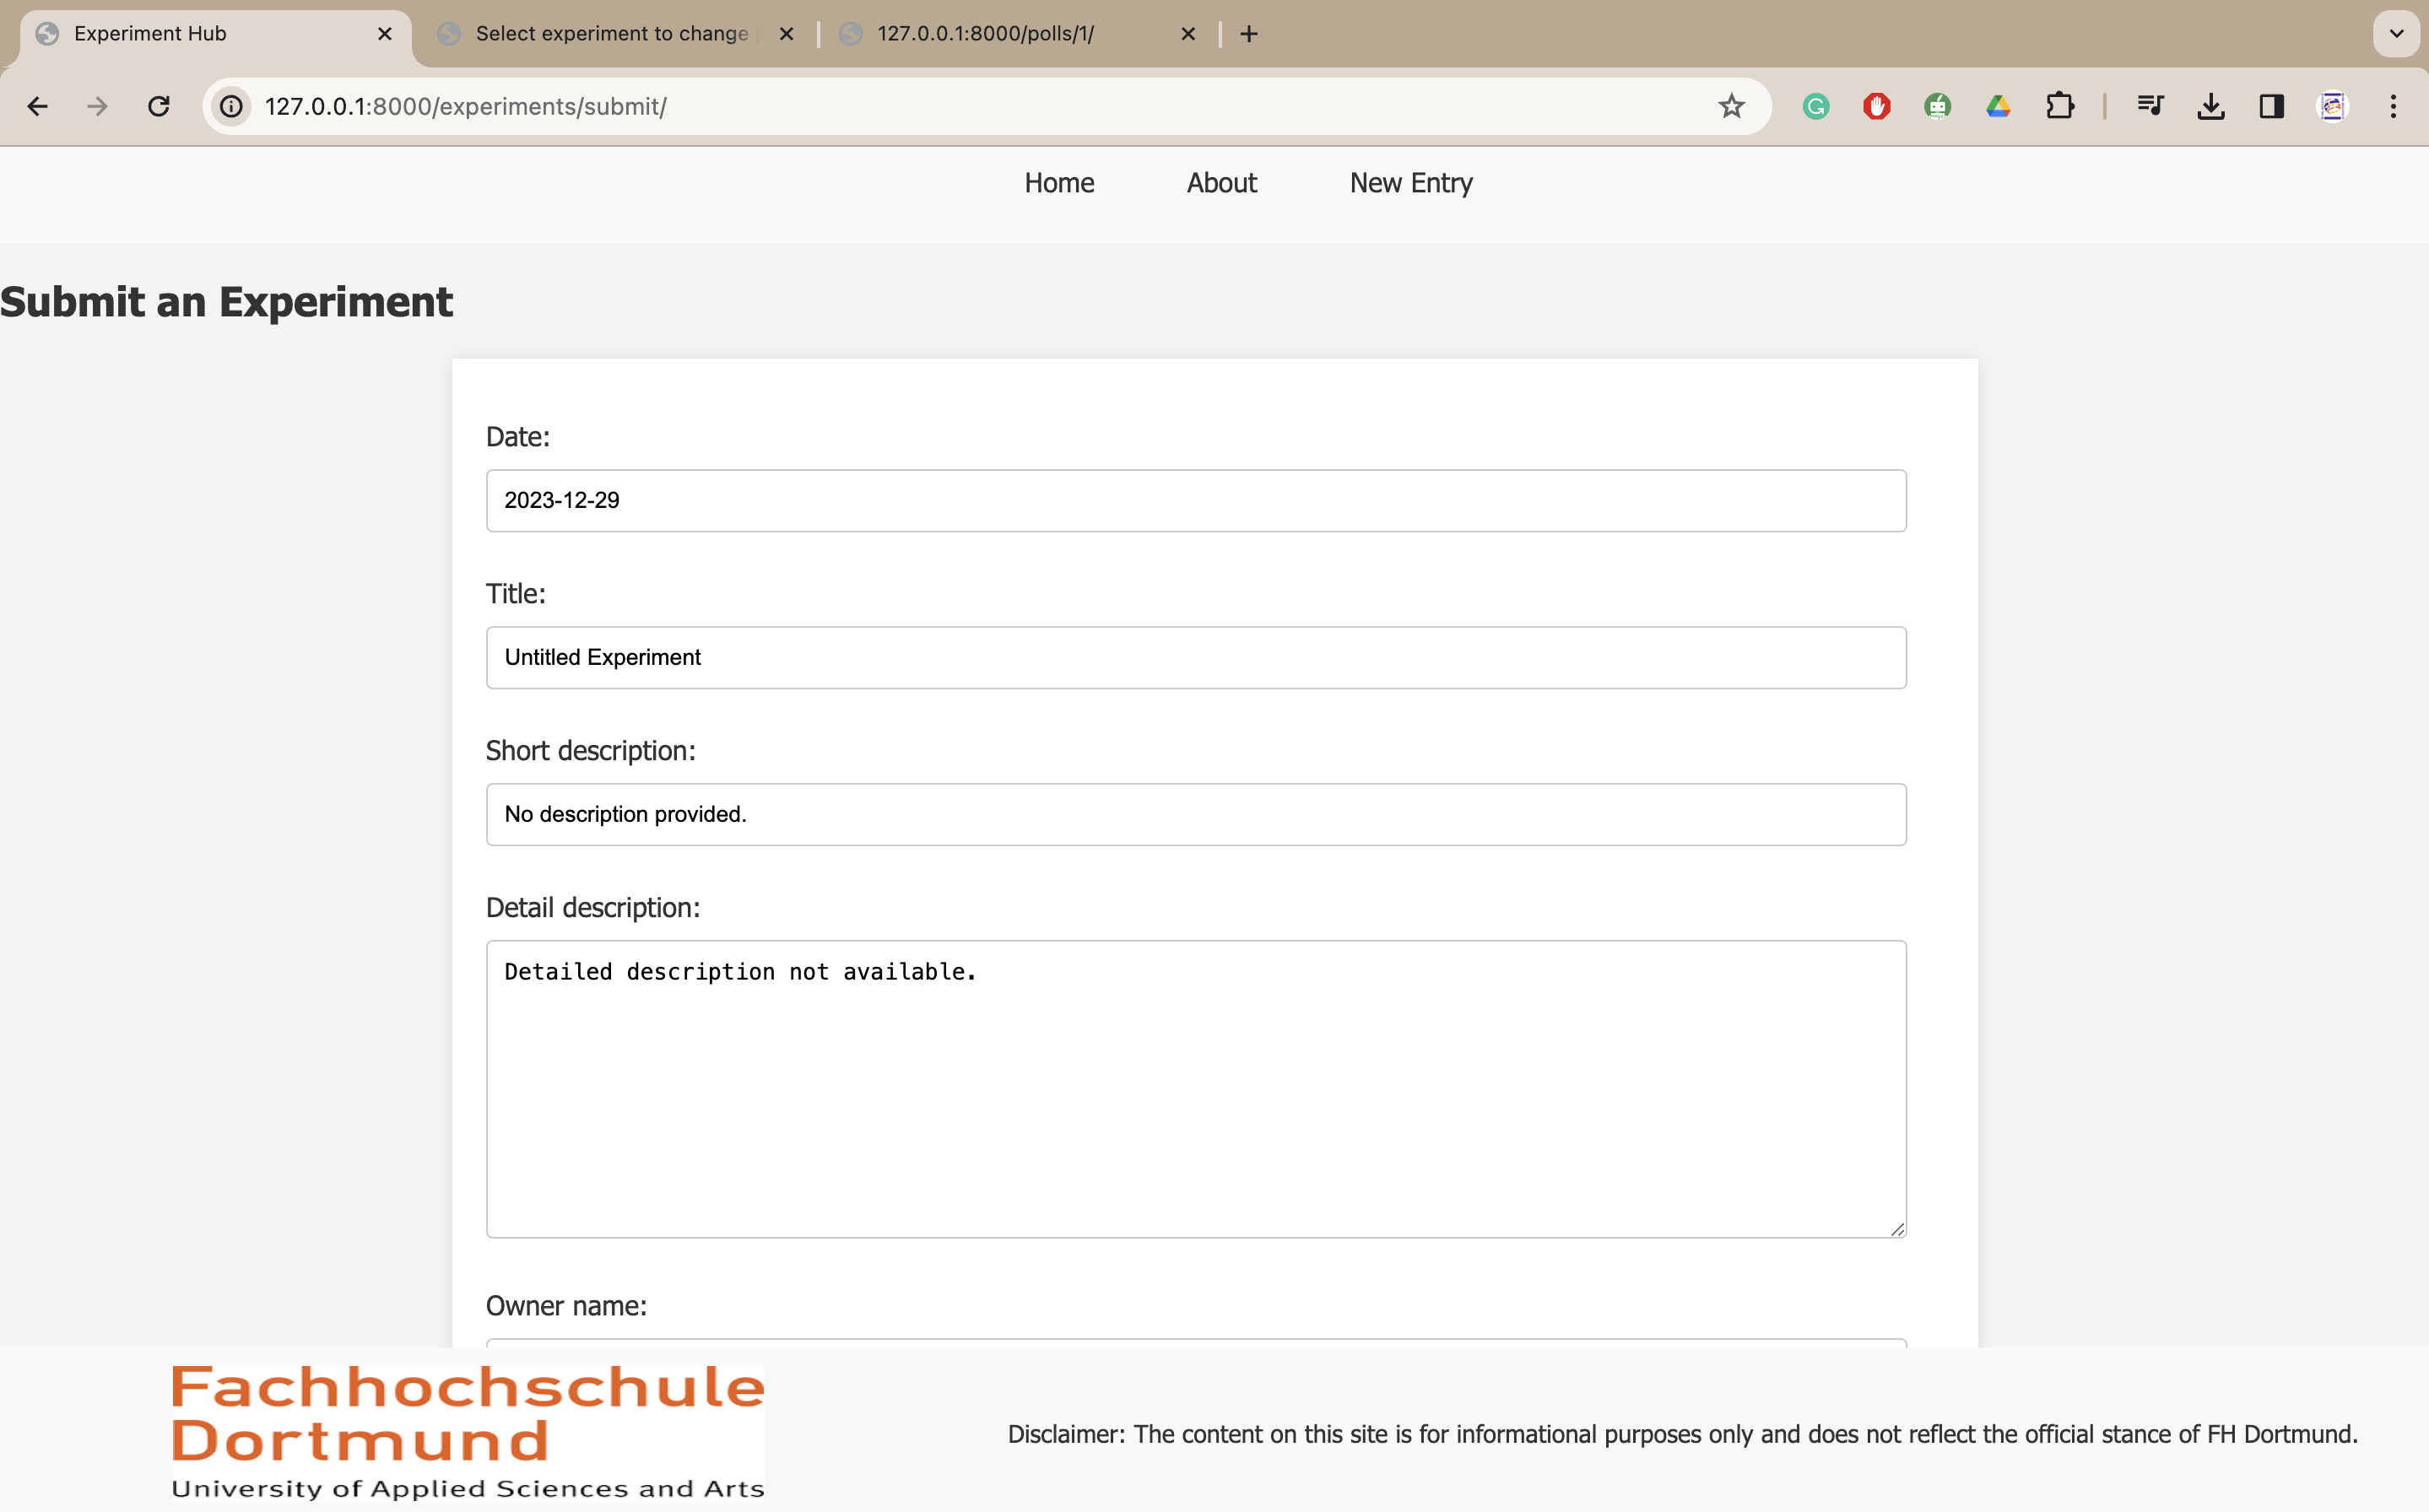 Experiment Hub
Select experiment to change
127.0.0.1:8000/polls/1/
127.0.0.1:8000/experiments/submit/
Home About New Entry
Submit an Experiment
Date:
2023-12-29
Title:
Untitled Experiment
Short description:
No description provided.
Detail description:
Detailed description not available.
Owner name:
Fachhochschule
Dortmund
University of Applied Sciences and Arts
Disclaimer: The content on this site is for informational purposes only and does not reflect the official stance of FH Dortmund.